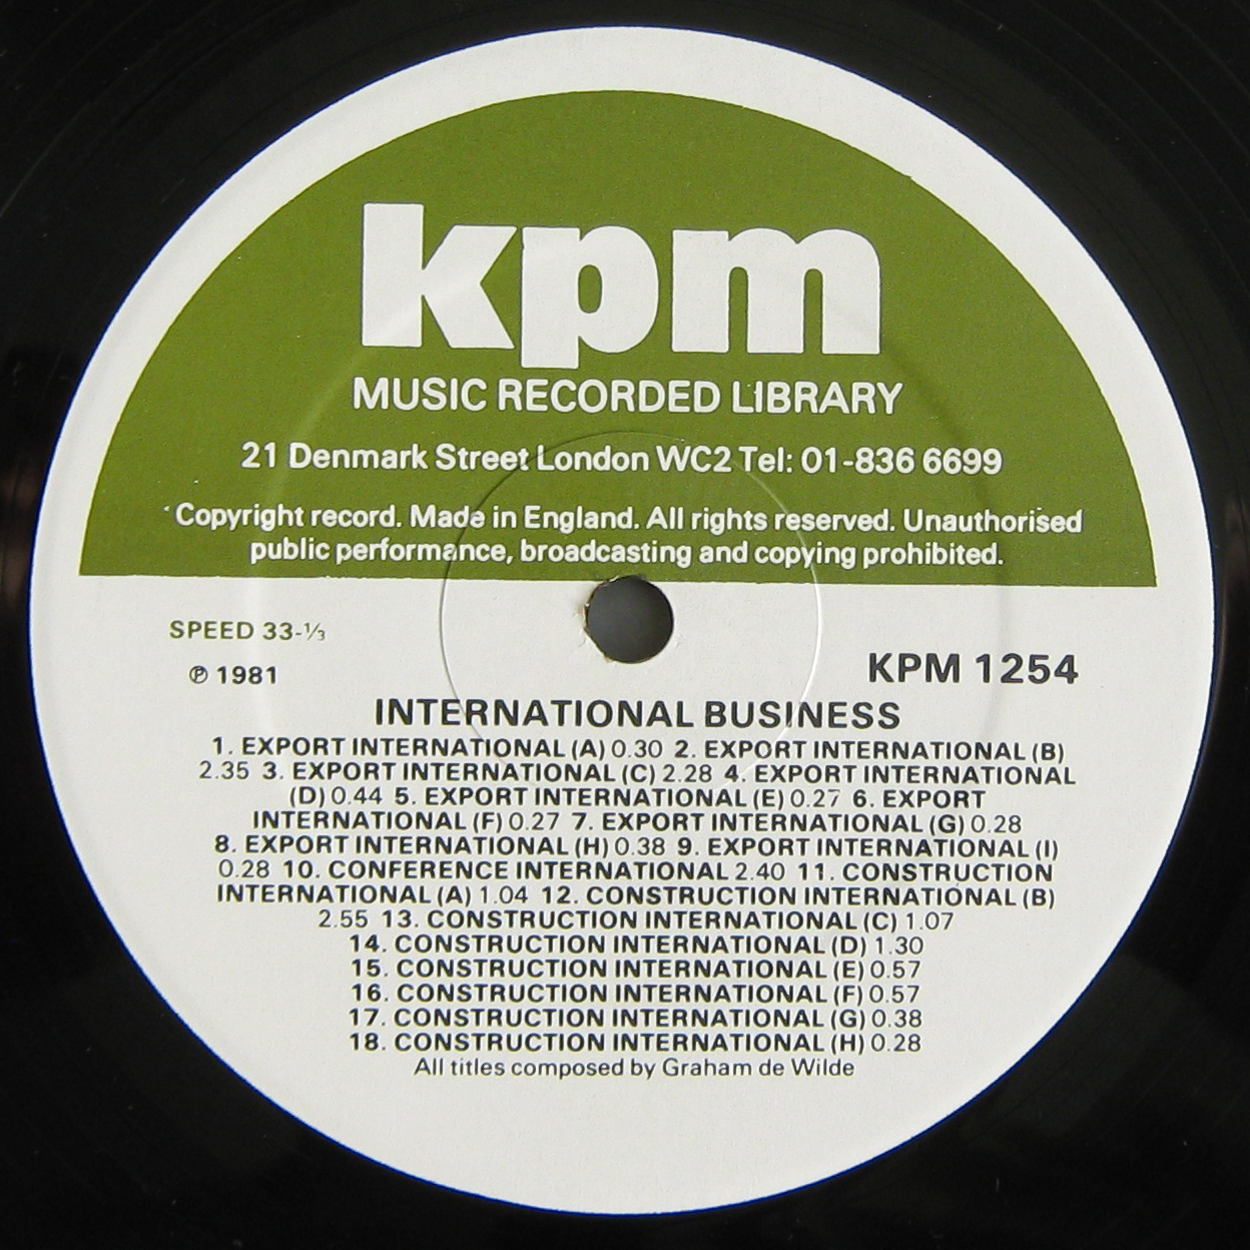 kpm
MUSIC RECORDED LIBRARY
21 Denmark Street London WC2 Tel: 01-836 6699
Copyright record. Made in England. All rights reserved. Unauthorised
public performance, broadcasting and copying prohibited.
SPEED 33-⅓
℗ 1981
KPM 1254
INTERNATIONAL BUSINESS
1. EXPORT INTERNATIONAL (A) 0.30 2. EXPORT INTERNATIONAL (B)
2.35 3. EXPORT INTERNATIONAL (C) 2.28 4. EXPORT INTERNATIONAL
(D) 0.44 5. EXPORT INTERNATIONAL (E) 0.27 6. EXPORT
INTERNATIONAL (F) 0.27 7. EXPORT INTERNATIONAL (G) 0.28
8. EXPORT INTERNATIONAL (H) 0.38 9. EXPORT INTERNATIONAL (I)
0.28 10. CONFERENCE INTERNATIONAL 2.40 11. CONSTRUCTION
INTERNATIONAL (A) 1.04 12. CONSTRUCTION INTERNATIONAL (B)
2.55 13. CONSTRUCTION INTERNATIONAL (C) 1.07
14. CONSTRUCTION INTERNATIONAL (D) 1.30
15. CONSTRUCTION INTERNATIONAL (E) 0.57
16. CONSTRUCTION INTERNATIONAL (F) 0.57
17. CONSTRUCTION INTERNATIONAL (G) 0.38
18. CONSTRUCTION INTERNATIONAL (H) 0.28
All titles composed by Graham de Wilde